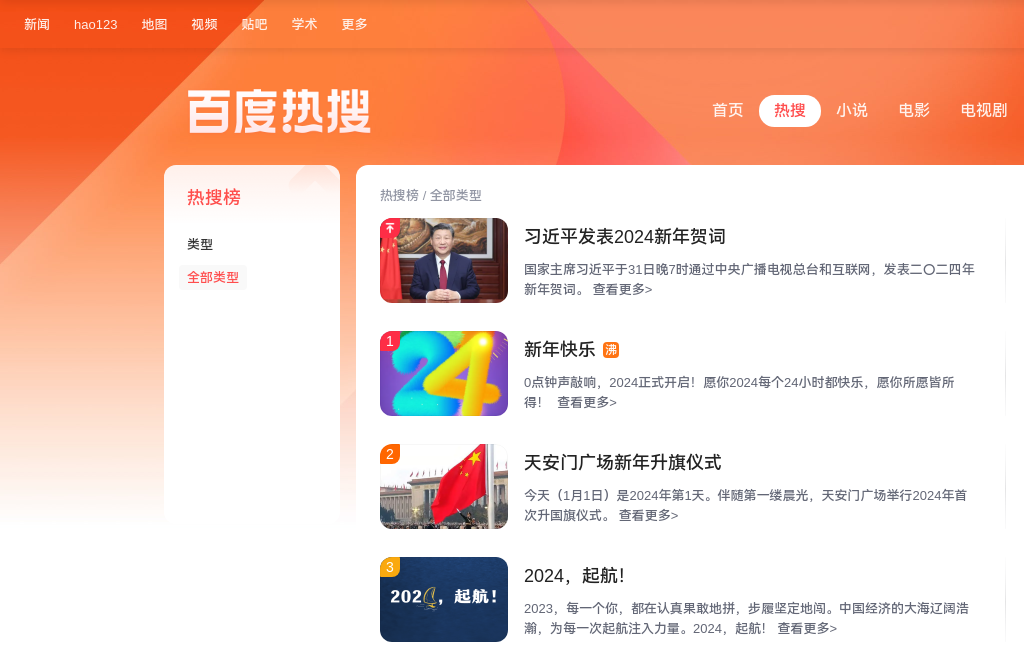 新闻 hao123 地图 视频 贴吧 学术 更多
百度热搜
首页 热搜 小说 电影 电视剧
热搜榜
类型
全部类型
热搜榜 / 全部类型
习近平发表2024新年贺词
国家主席习近平于31日晚7时通过中央广播电视总台和互联网，发表二〇二四年
新年贺词。 查看更多>
1
新年快乐 沸
24
0点钟声敲响，2024正式开启！愿你2024每个24小时都快乐，愿你所愿皆所
得！ 查看更多>
2
天安门广场新年升旗仪式
今天（1月1日）是2024年第1天。伴随第一缕晨光，天安门广场举行2024年首
次升国旗仪式。 查看更多>
3
2024，起航！
2024，起航！
2023，每一个你，都在认真果敢地拼，步履坚定地闯。中国经济的大海辽阔浩
瀚，为每一次起航注入力量。2024，起航！ 查看更多>